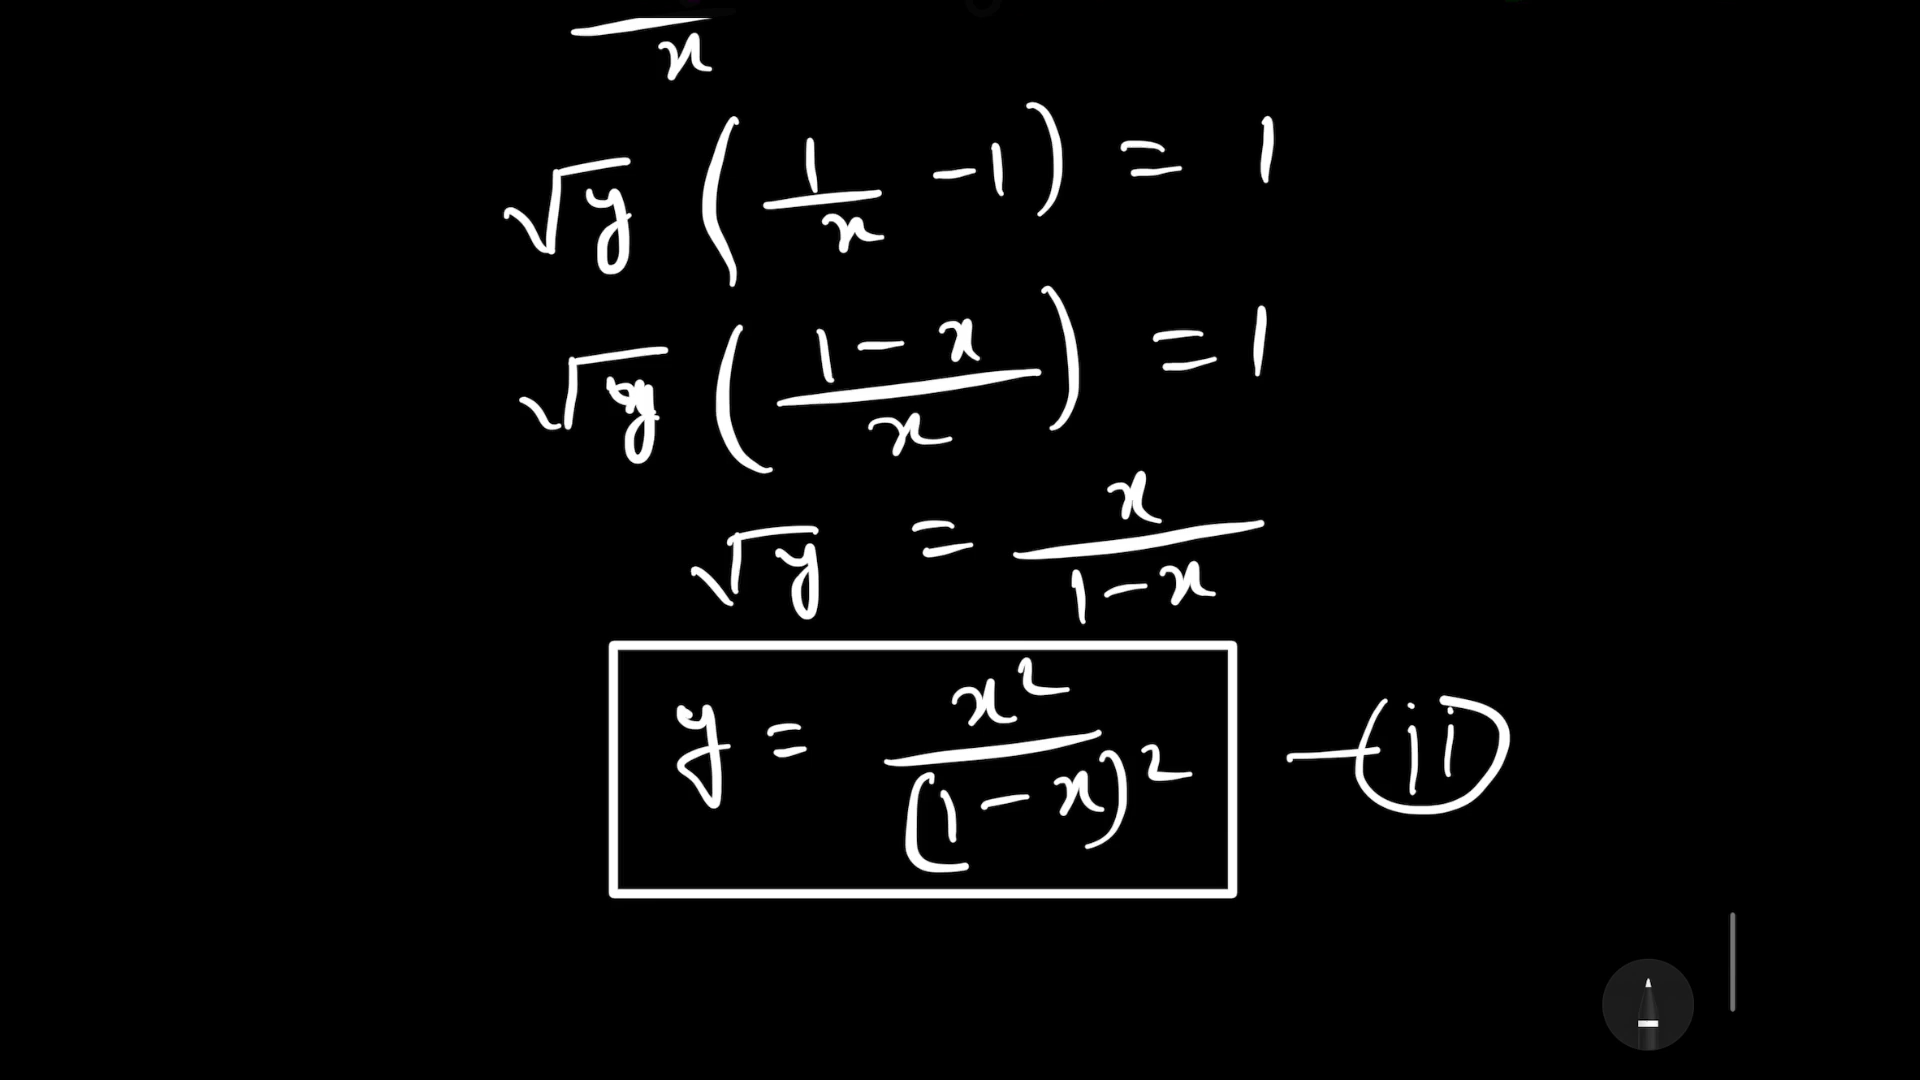 x
√y (1/x - 1) = 1
√y (1 - x / x) = 1
√y = x / 1 - x
y = x² / (1 - x)² - (ii)